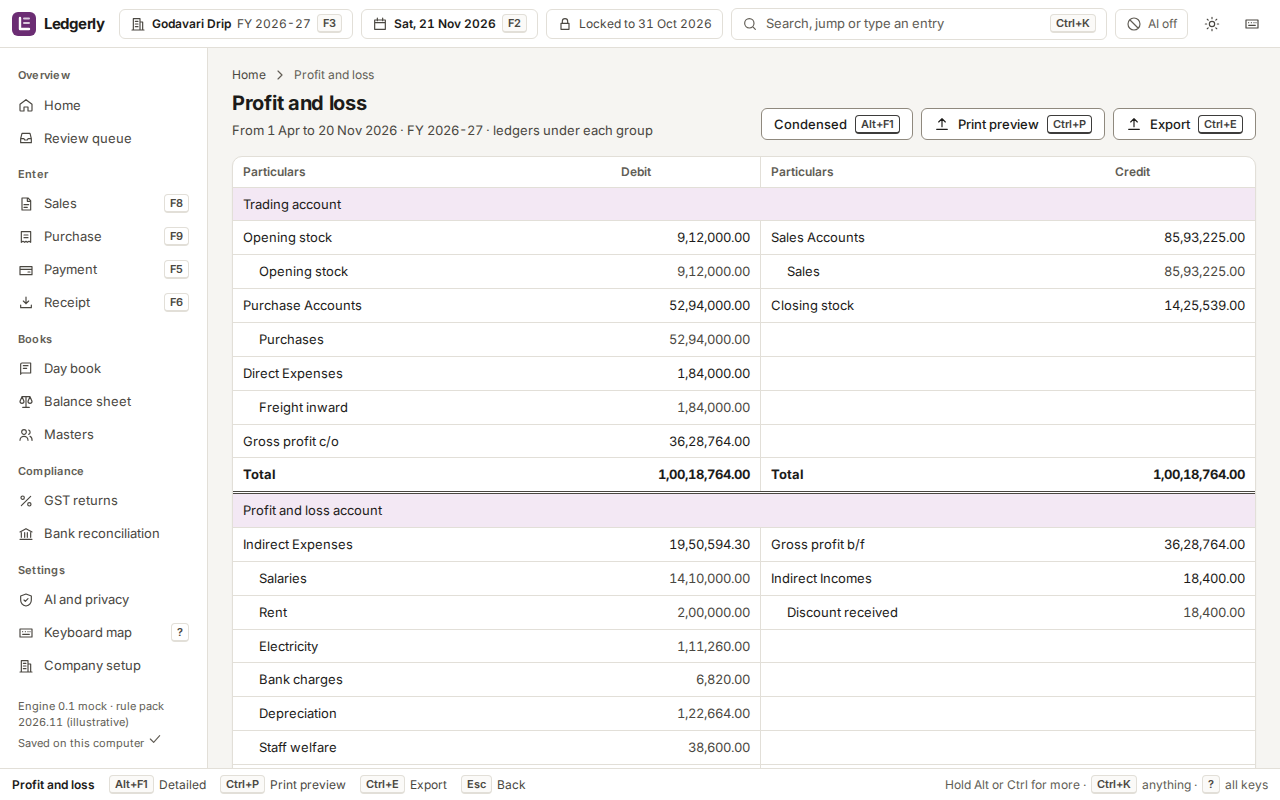 Ledgerly
Godavari Drip FY 2026-27 F3
Sat, 21 Nov 2026 F2
Locked to 31 Oct 2026
Search, jump or type an entry Ctrl+K
AI off
Overview
Home
Review queue
Enter
Sales F8
Purchase F9
Payment F5
Receipt F6
Books
Day book
Balance sheet
Masters
Compliance
GST returns
Bank reconciliation
Settings
AI and privacy
Keyboard map ?
Company setup
Engine 0.1 mock · rule pack
2026.11 (illustrative)
Saved on this computer
Home > Profit and loss
Profit and loss
From 1 Apr to 20 Nov 2026 · FY 2026-27 · ledgers under each group
Condensed Alt+F1
Print preview Ctrl+P
Export Ctrl+E
Particulars Debit Particulars Credit
Trading account
Opening stock 9,12,000.00 Sales Accounts 85,93,225.00
Opening stock 9,12,000.00 Sales 85,93,225.00
Purchase Accounts 52,94,000.00 Closing stock 14,25,539.00
Purchases 52,94,000.00
Direct Expenses 1,84,000.00
Freight inward 1,84,000.00
Gross profit c/o 36,28,764.00
Total 1,00,18,764.00 Total 1,00,18,764.00
Profit and loss account
Indirect Expenses 19,50,594.30 Gross profit b/f 36,28,764.00
Salaries 14,10,000.00 Indirect Incomes 18,400.00
Rent 2,00,000.00 Discount received 18,400.00
Electricity 1,11,260.00
Bank charges 6,820.00
Depreciation 1,22,664.00
Staff welfare 38,600.00
Profit and loss Alt+F1 Detailed Ctrl+P Print preview Ctrl+E Export Esc Back
Hold Alt or Ctrl for more · Ctrl+K anything · ? all keys